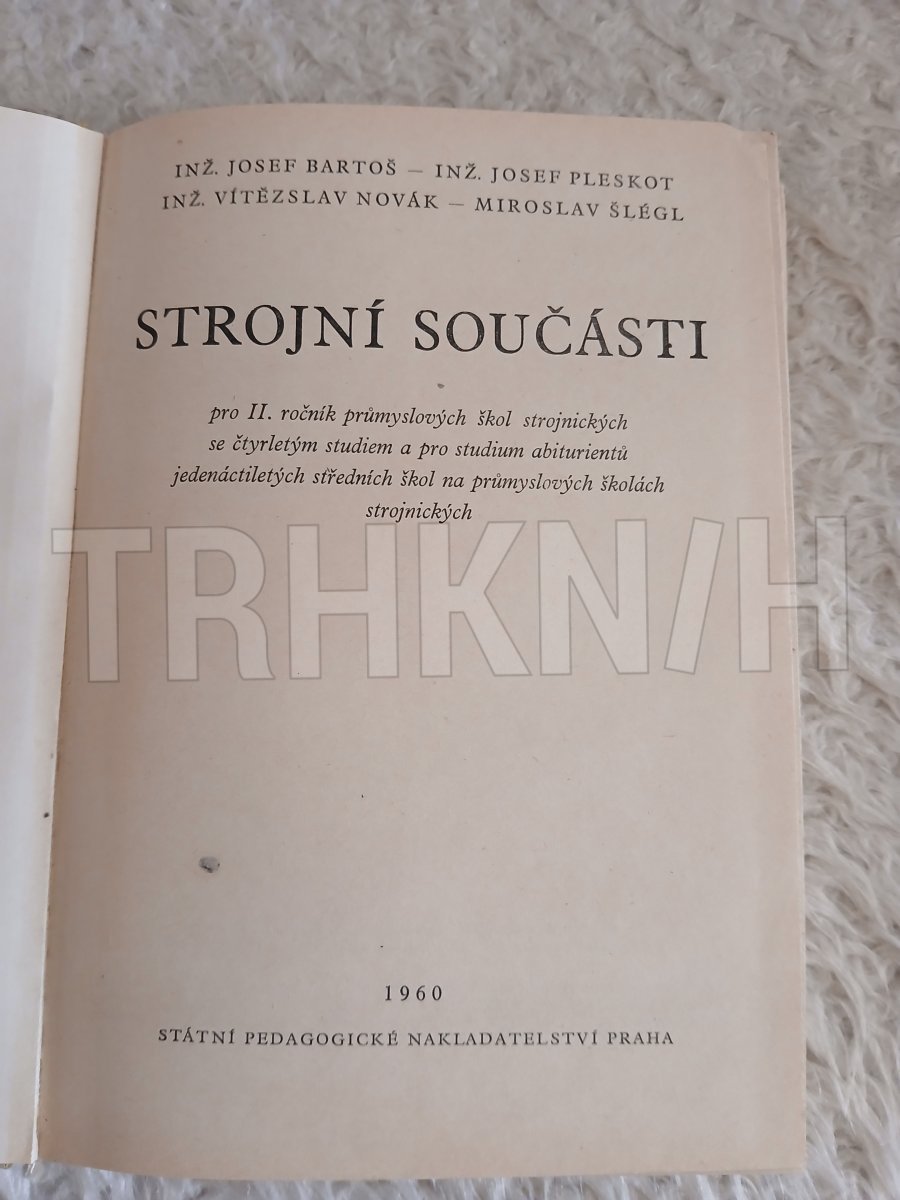 INŽ. JOSEF BARTOŠ — INŽ. JOSEF PLESKOT
INŽ. VÍTĚZSLAV NOVÁK — MIROSLAV ŠLÉGL
STROJNÍ SOUČÁSTI
pro II. ročník průmyslových škol strojnických
se čtyrletým studiem a pro studium abiturientů
jedenáctiletých středních škol na průmyslových školách
strojnických
TRHKNIH
1960
STÁTNÍ PEDAGOGICKÉ NAKLADATELSTVÍ PRAHA